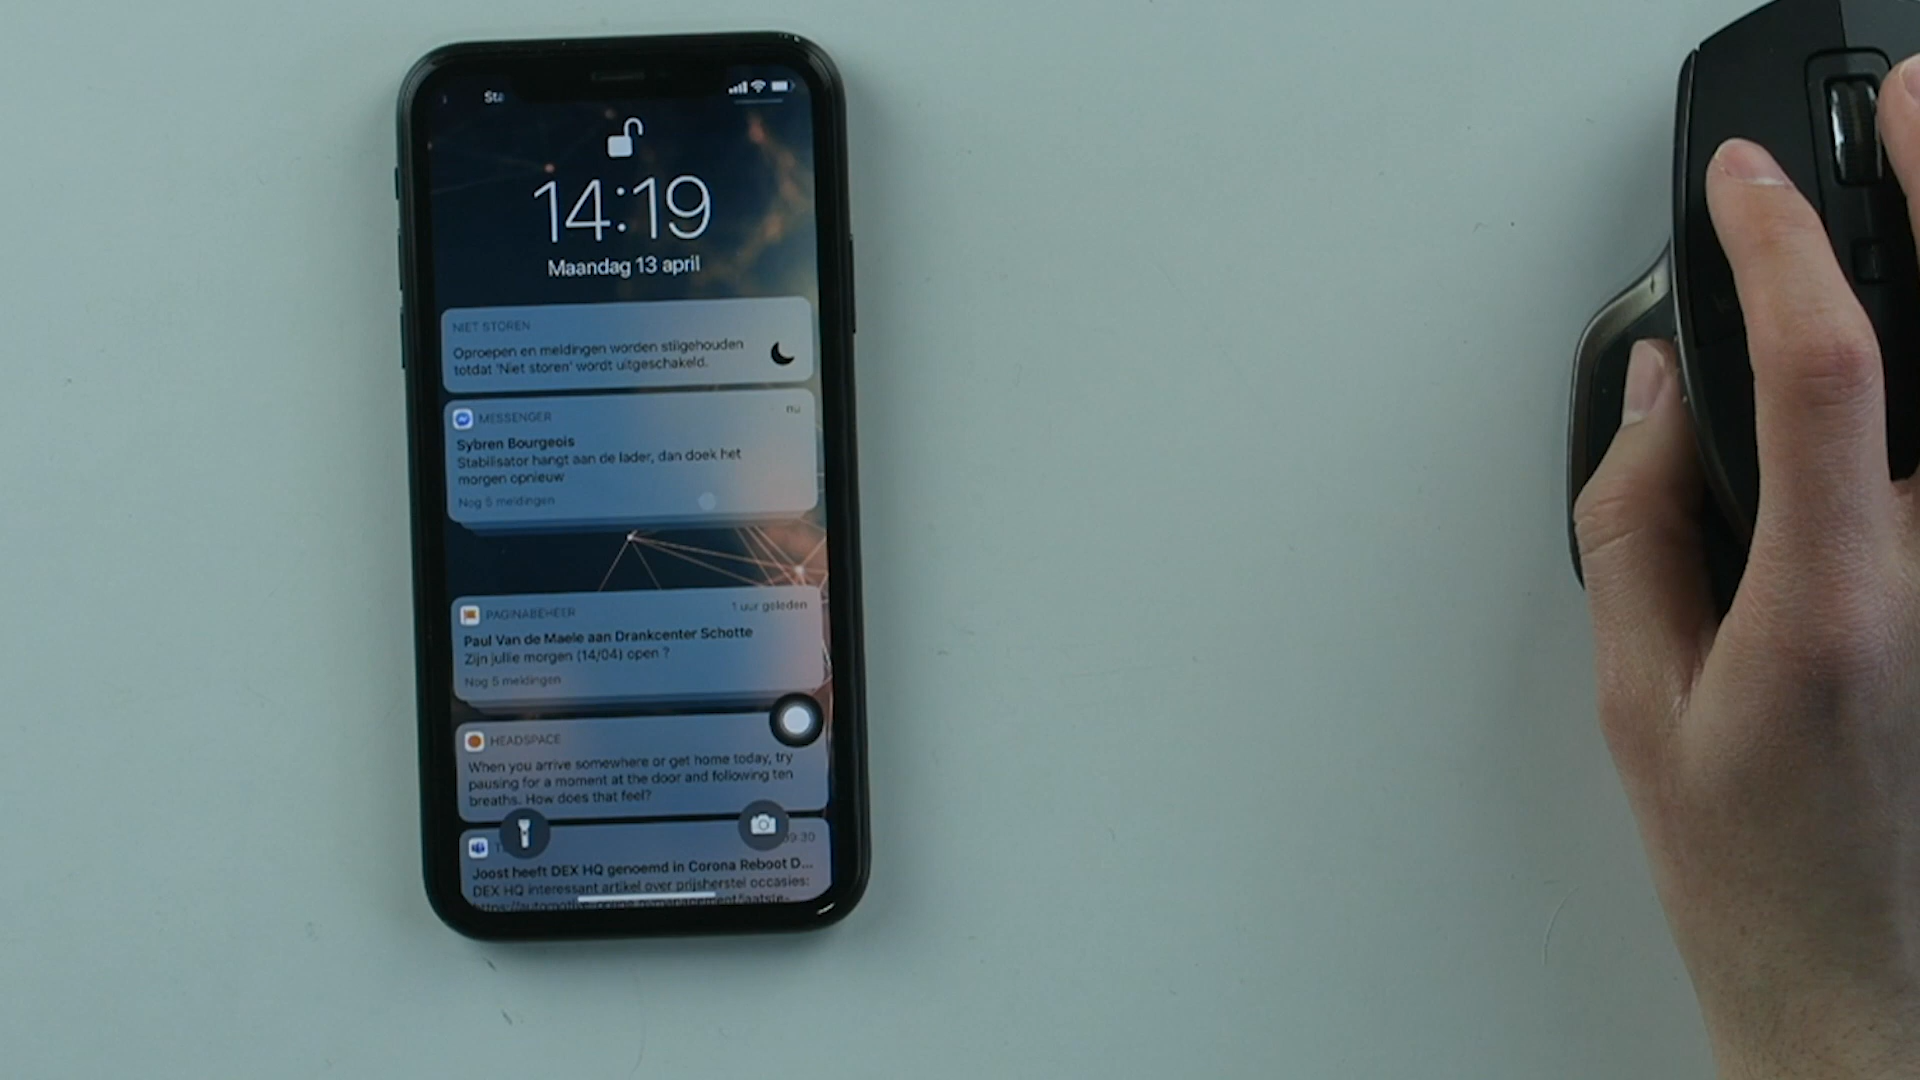 Sta
14:19
Maandag 13 april
NIET STOREN
Oproepen en meldingen worden stilgehouden
totdat 'Niet storen' wordt uitgeschakeld.
MESSENGER
nu
Sybren Bourgeois
Stabilisator hangt aan de lader, dan doek het
morgen opnieuw
Nog 5 meldingen
PAGINABEHEER
1 uur geleden
Paul Van de Maele aan Drankcenter Schotte
Zijn jullie morgen (14/04) open ?
Nog 5 meldingen
HEADSPACE
When you arrive somewhere or get home today, try
pausing for a moment at the door and following ten
breaths. How does that feel?
T
09:30
Joost heeft DEX HQ genoemd in Corona Reboot D...
DEX HQ interessant artikel over prijsherstel occasies: